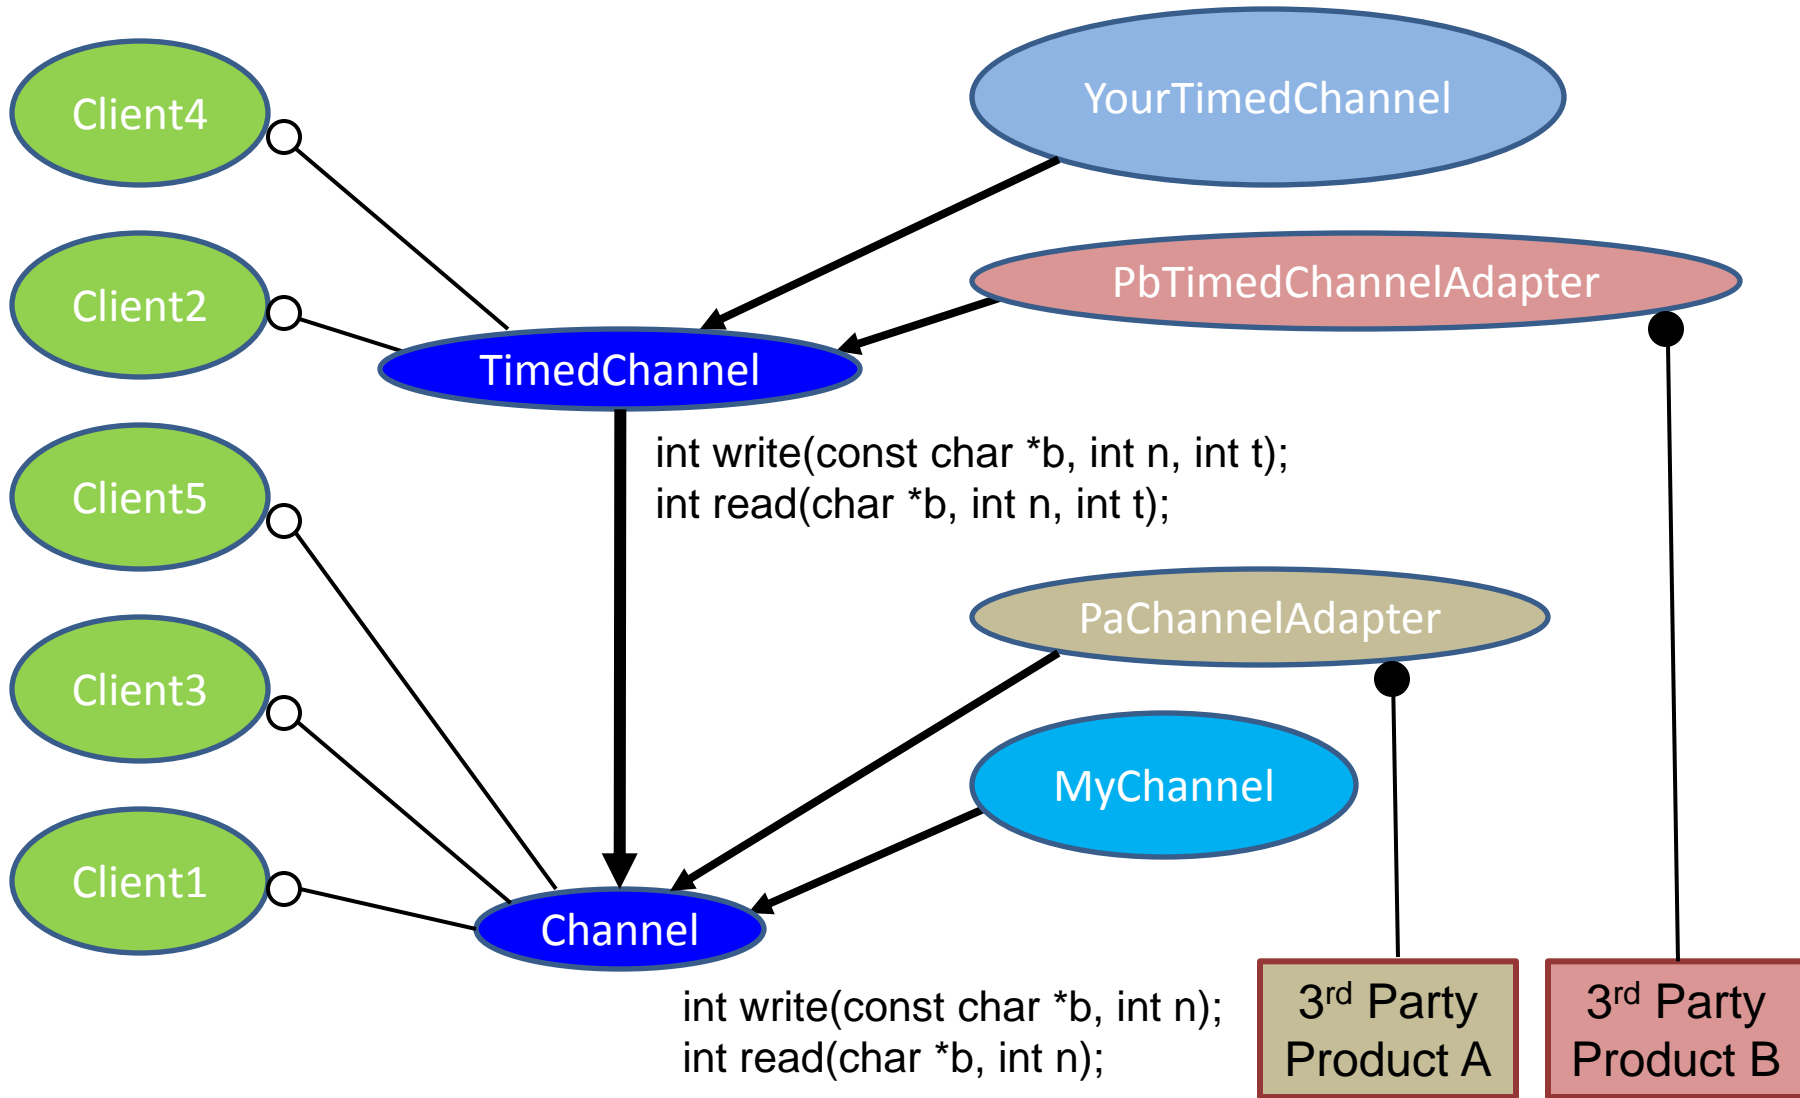 Client4
YourTimedChannel
Client2
PbTimedChannelAdapter
TimedChannel
int write(const char *b, int n, int t);
int read(char *b, int n, int t);
Client5
PaChannelAdapter
Client3
MyChannel
Client1
Channel
int write(const char *b, int n);
int read(char *b, int n);
3rd Party
Product A
3rd Party
Product B